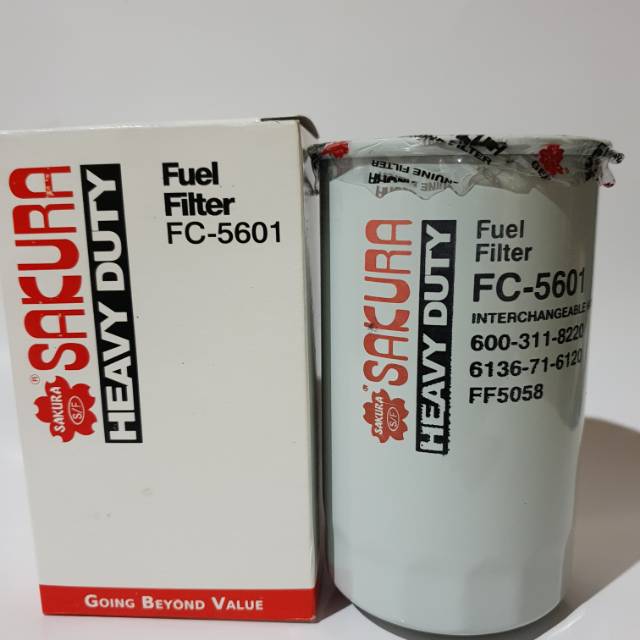 SAKURA
HEAVY DUTY
®
SAKURA
S/F
Fuel
Filter
FC-5601
GOING BEYOND VALUE
SAKURA
HEAVY DUTY
®
SAKURA
S/F
Fuel
Filter
FC-5601
INTERCHANGEABLE
600-311-8220
6136-71-6120
FF5058